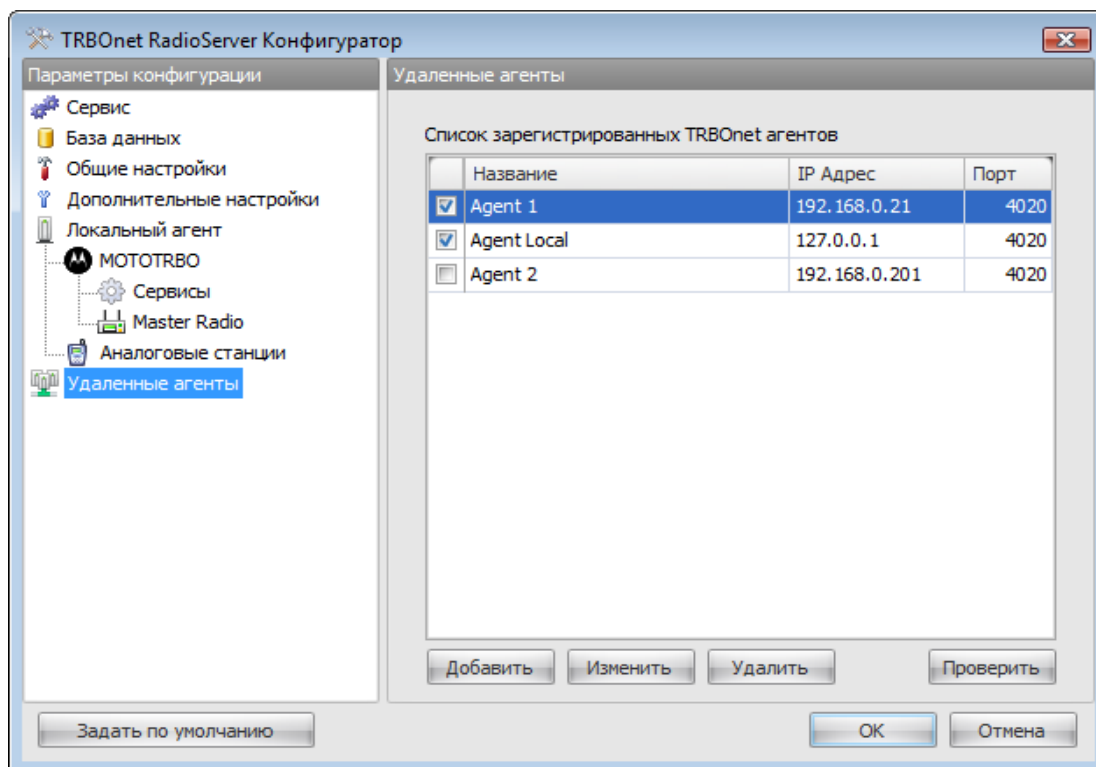 TRBOnet RadioServer Конфигуратор
Параметры конфигурации
Сервис
База данных
Общие настройки
Дополнительные настройки
Локальный агент
MOTOTRBO
Сервисы
Master Radio
Аналоговые станции
Удаленные агенты
Удаленные агенты
Список зарегистрированных TRBOnet агентов
Название IP Адрес Порт
Agent 1 192.168.0.21 4020
Agent Local 127.0.0.1 4020
Agent 2 192.168.0.201 4020
Добавить Изменить Удалить Проверить
Задать по умолчанию OK Отмена